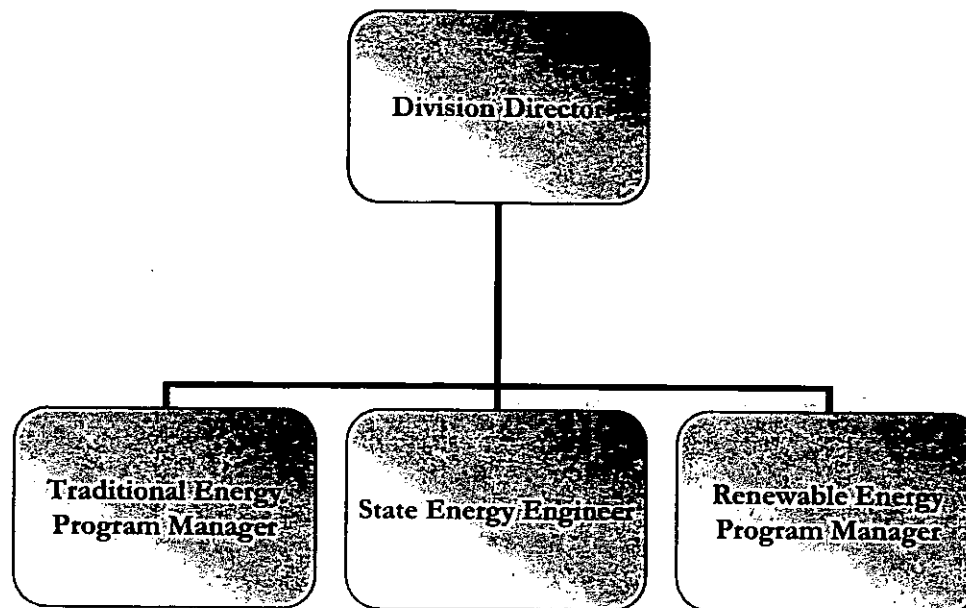 Division Director
Traditional Energy
Program Manager
State Energy Engineer
Renewable Energy
Program Manager